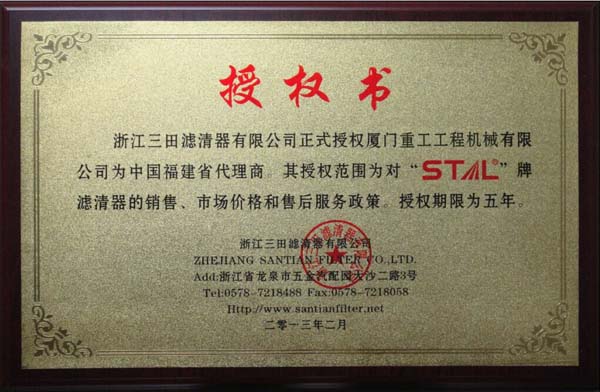 授权书
浙江三田滤清器有限公司正式授权厦门重工工程机械有限
公司为中国福建省代理商。其授权范围为对“STAL®”牌
滤清器的销售、市场价格和售后服务政策。授权期限为五年。
浙江三田滤清器有限公司
ZHEJIANG SANTIAN FILTER CO.,LTD.
Add:浙江省龙泉市五金汽配园大沙二路3号
Tel:0578-7218488 Fax:0578-7218058
Http://www.santianfilter.net
二零一三年二月